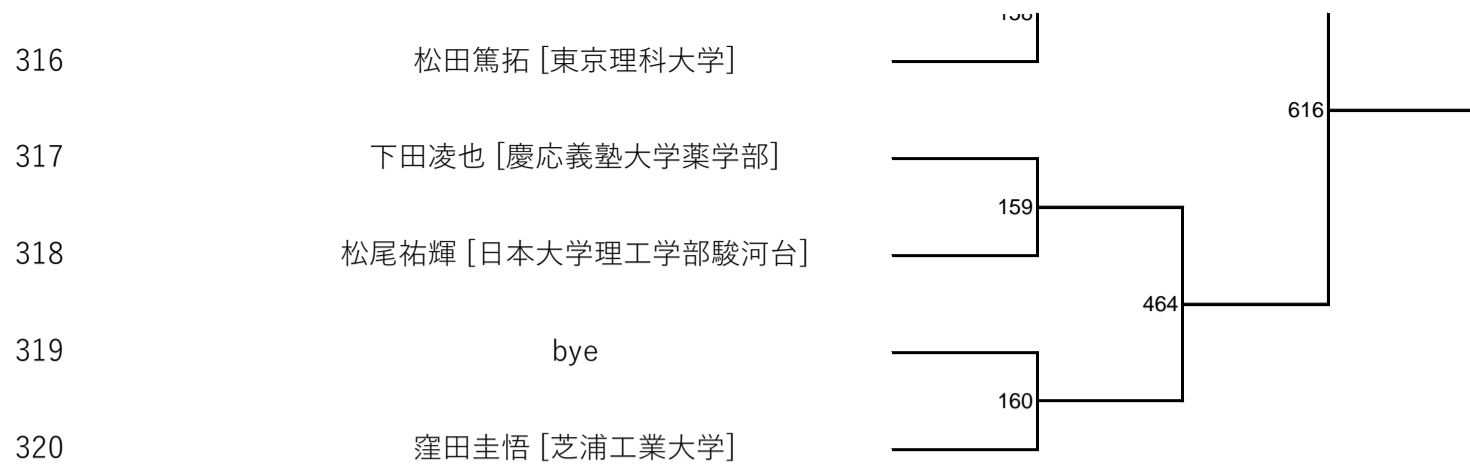 316 松田篤拓 [東京理科大学]
616
317 下田凌也 [慶応義塾大学薬学部]
159
318 松尾祐輝 [日本大学理工学部駿河台]
464
319 bye
160
320 窪田圭悟 [芝浦工業大学]